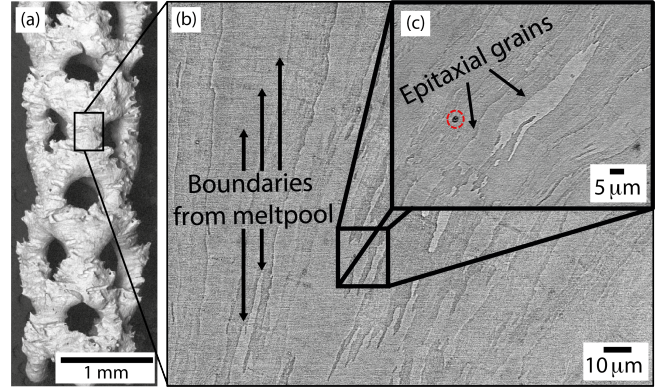 (a)
(b)
(c)
Epitaxial grains
Boundaries
from meltpool
5 μm
1 mm
10 μm